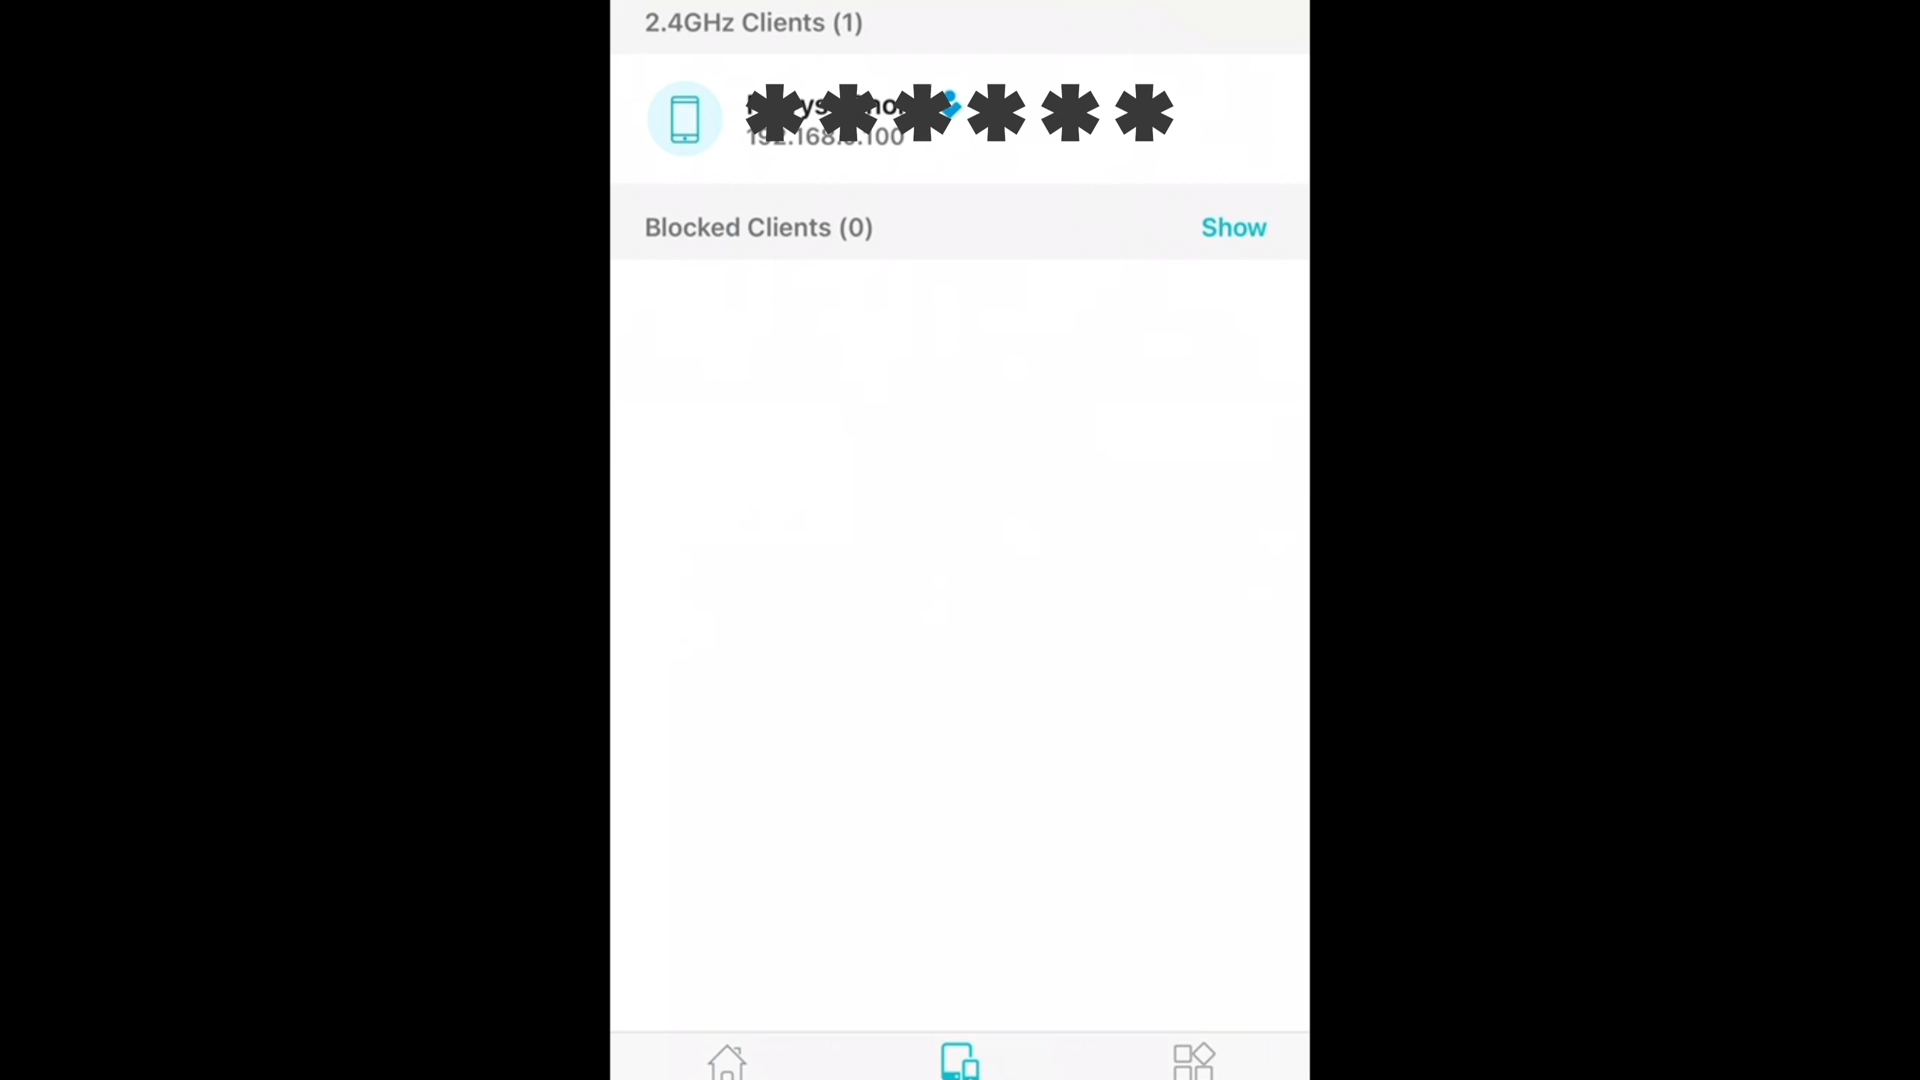 2.4GHz Clients (1)
******
Blocked Clients (0)
Show